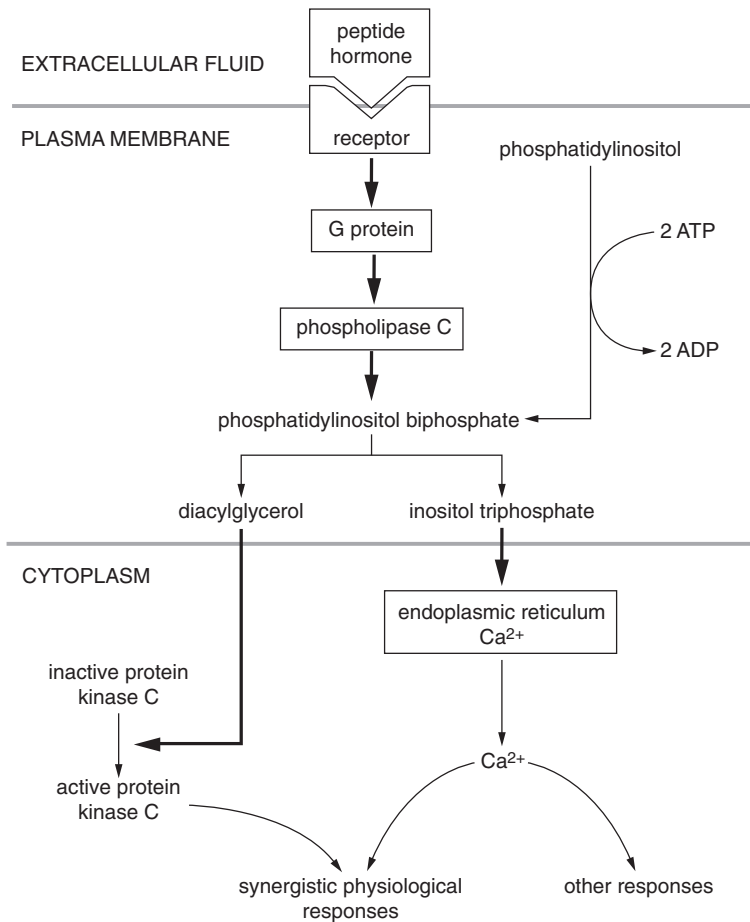 peptide
hormone
EXTRACELLULAR FLUID
PLASMA MEMBRANE
receptor
phosphatidylinositol
G protein
2 ATP
phospholipase C
2 ADP
phosphatidylinositol biphosphate
diacylglycerol
inositol triphosphate
CYTOPLASM
endoplasmic reticulum
Ca²⁺
inactive protein
kinase C
Ca²⁺
active protein
kinase C
synergistic physiological
responses
other responses